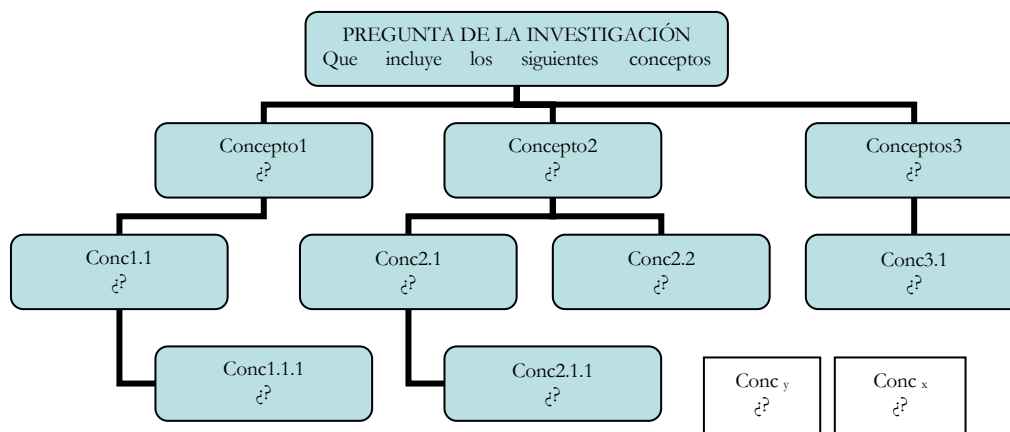 PREGUNTA DE LA INVESTIGACIÓN
Que incluye los siguientes conceptos
Concepto1
¿?
Concepto2
¿?
Conceptos3
¿?
Conc1.1
¿?
Conc2.1
¿?
Conc2.2
¿?
Conc3.1
¿?
Conc1.1.1
¿?
Conc2.1.1
¿?
Conc y
¿?
Conc x
¿?